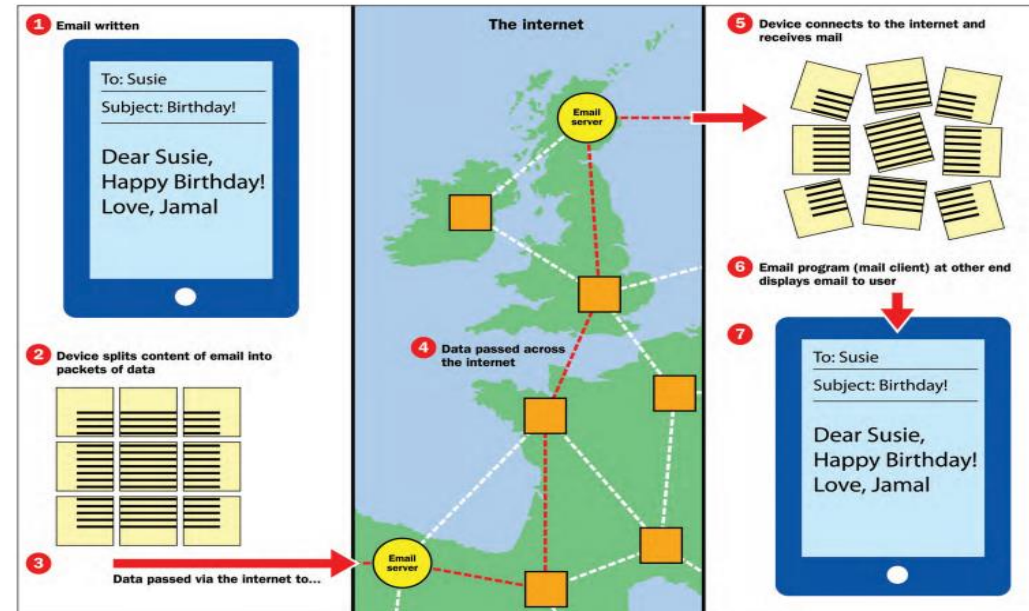 1 Email written
To: Susie
Subject: Birthday!
Dear Susie,
Happy Birthday!
Love, Jamal
2 Device splits content of email into
packets of data
3
Data passed via the internet to...
The internet
Email
server
4 Data passed across
the internet
Email
server
5 Device connects to the internet and
receives mail
6 Email program (mail client) at other end
displays email to user
7
To: Susie
Subject: Birthday!
Dear Susie,
Happy Birthday!
Love, Jamal